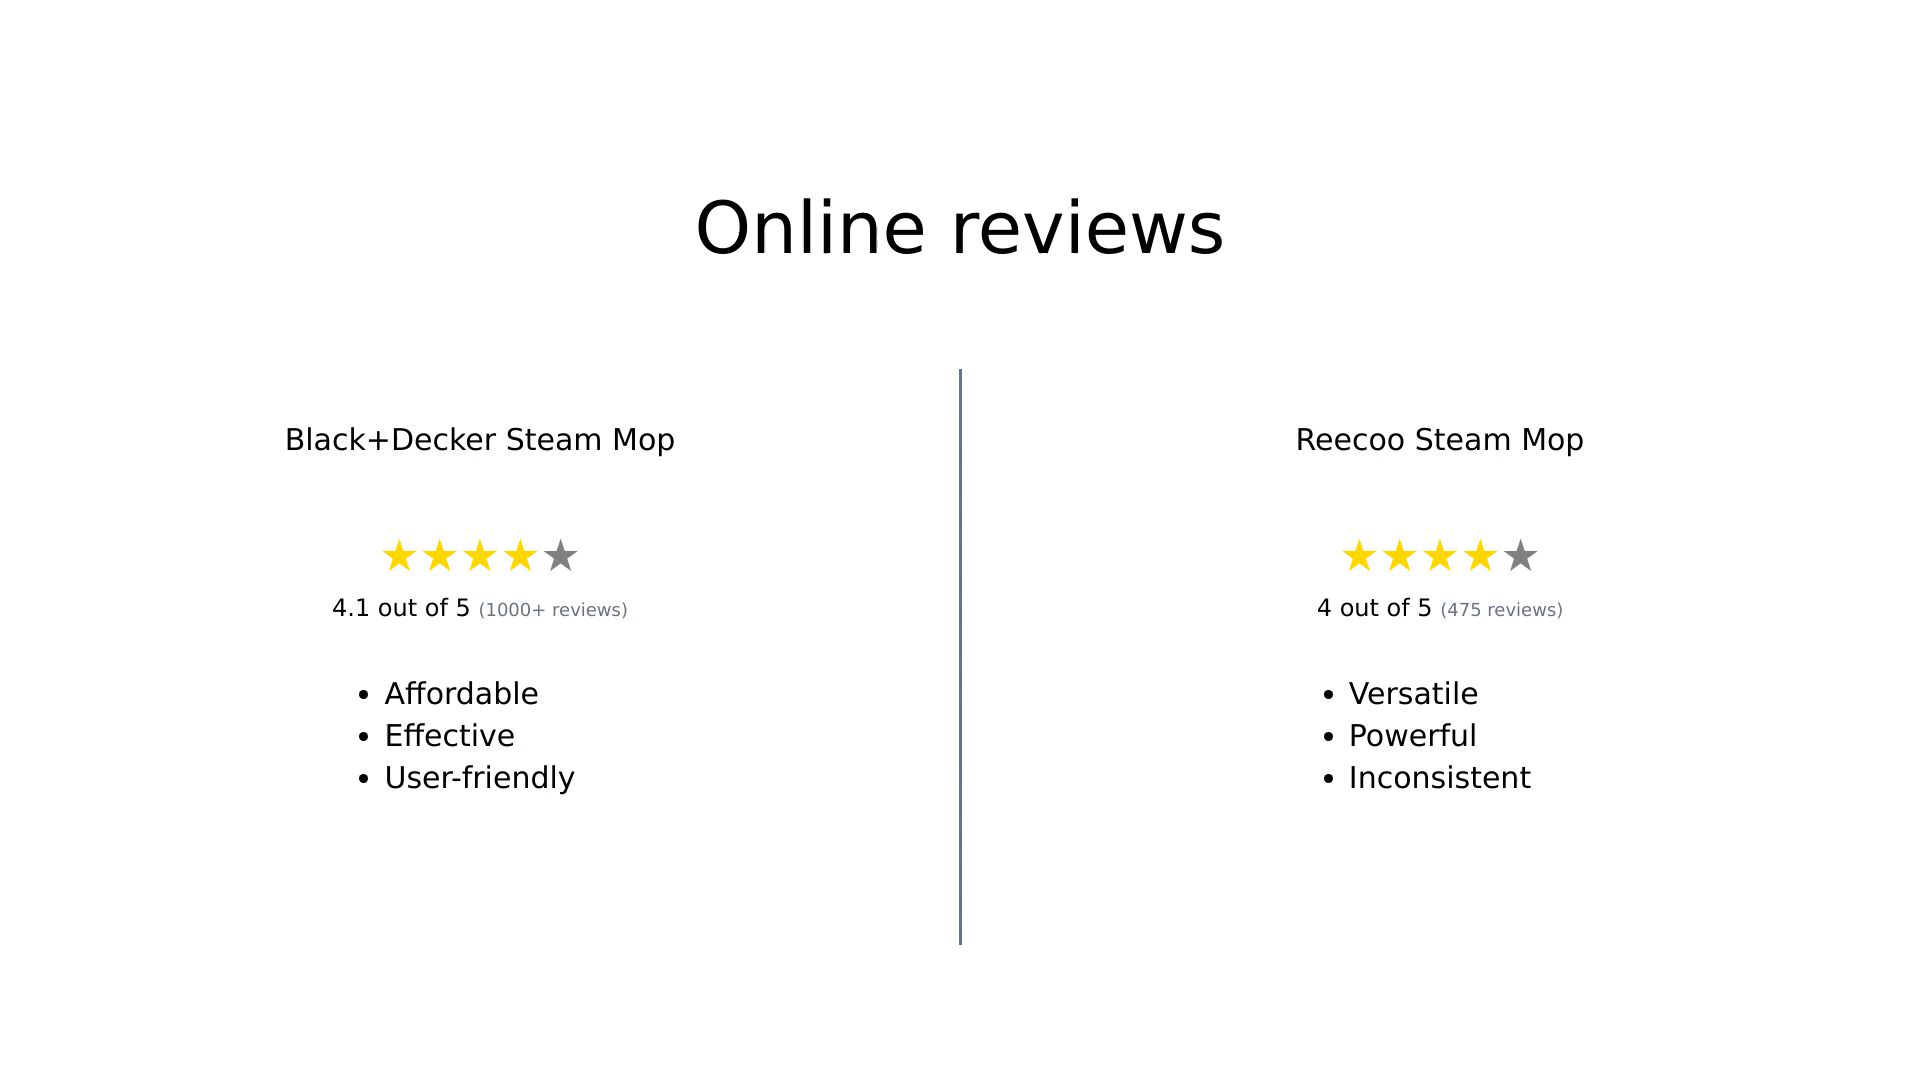 Online reviews
Black+Decker Steam Mop
★★★★★
4.1 out of 5 (1000+ reviews)
• Affordable
• Effective
• User-friendly
Reecoo Steam Mop
★★★★★
4 out of 5 (475 reviews)
• Versatile
• Powerful
• Inconsistent